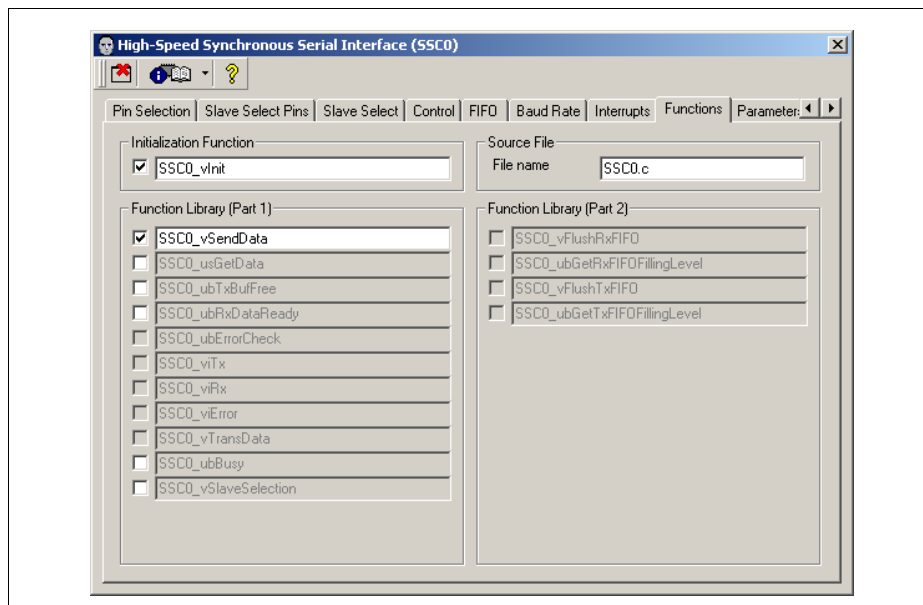 High-Speed Synchronous Serial Interface (SSC0)
Pin Selection Slave Select Pins Slave Select Control FIFO Baud Rate Interrupts Functions Parameter
Initialization Function
SSC0_vInit
Source File
File name SSC0.c
Function Library (Part 1)
SSC0_vSendData
SSC0_usGetData
SSC0_ubTxBufFree
SSC0_ubRxDataReady
SSC0_ubErrorCheck
SSC0_viTx
SSC0_viRx
SSC0_viError
SSC0_vTransData
SSC0_ubBusy
SSC0_vSlaveSelection
Function Library (Part 2)
SSC0_vFlushRxFIFO
SSC0_ubGetRxFIFOFillingLevel
SSC0_vFlushTxFIFO
SSC0_ubGetTxFIFOFillingLevel